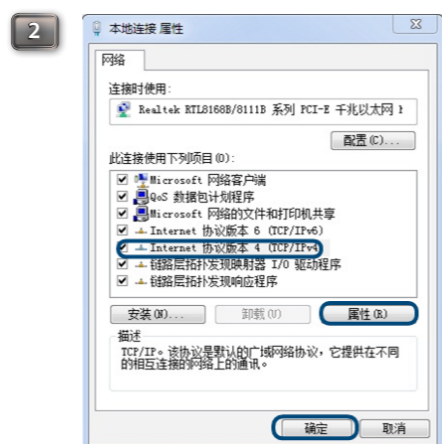 2
本地连接 属性
网络
连接时使用:
Realtek RTL8168B/8111B 系列 PCI-E 千兆以太网
配置(C)...
此连接使用下列项目(O):
Microsoft 网络客户端
QoS 数据包计划程序
Microsoft 网络的文件和打印机共享
Internet 协议版本 6 (TCP/IPv6)
Internet 协议版本 4 (TCP/IPv4
链路层拓扑发现映射器 I/O 驱动程序
链路层拓扑发现响应程序
安装(N)... 卸载(U) 属性(R)
描述
TCP/IP。该协议是默认的广域网络协议，它提供在不同
的相互连接的网络上的通讯。
确定 取消